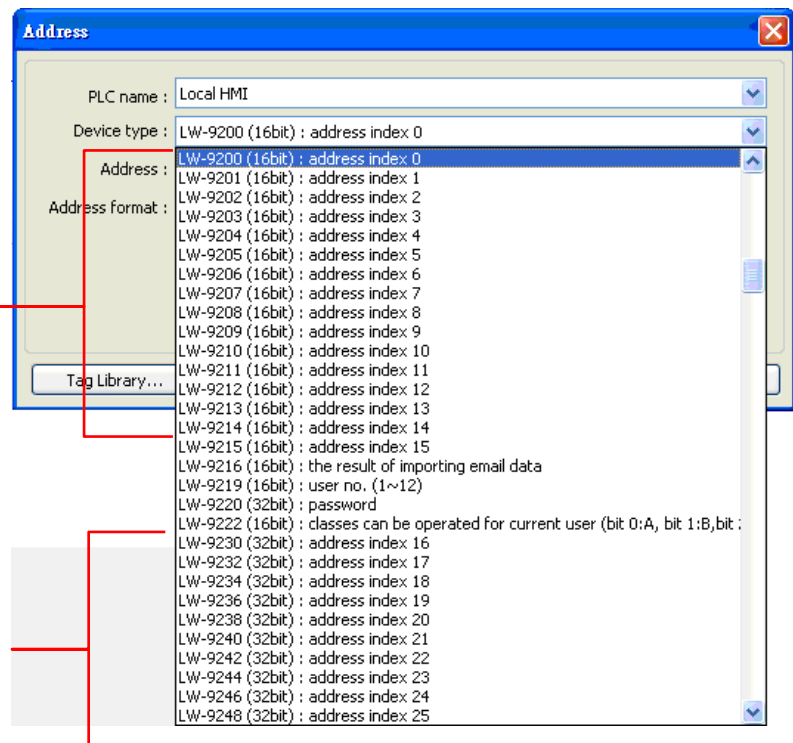 Address
PLC name : Local HMI
Device type : LW-9200 (16bit) : address index 0
Address :
Address format :
LW-9200 (16bit) : address index 0
LW-9201 (16bit) : address index 1
LW-9202 (16bit) : address index 2
LW-9203 (16bit) : address index 3
LW-9204 (16bit) : address index 4
LW-9205 (16bit) : address index 5
LW-9206 (16bit) : address index 6
LW-9207 (16bit) : address index 7
LW-9208 (16bit) : address index 8
LW-9209 (16bit) : address index 9
LW-9210 (16bit) : address index 10
LW-9211 (16bit) : address index 11
LW-9212 (16bit) : address index 12
LW-9213 (16bit) : address index 13
LW-9214 (16bit) : address index 14
LW-9215 (16bit) : address index 15
LW-9216 (16bit) : the result of importing email data
LW-9219 (16bit) : user no. (1~12)
LW-9220 (32bit) : password
LW-9222 (16bit) : classes can be operated for current user (bit 0:A, bit 1:B,bit
LW-9230 (32bit) : address index 16
LW-9232 (32bit) : address index 17
LW-9234 (32bit) : address index 18
LW-9236 (32bit) : address index 19
LW-9238 (32bit) : address index 20
LW-9240 (32bit) : address index 21
LW-9242 (32bit) : address index 22
LW-9244 (32bit) : address index 23
LW-9246 (32bit) : address index 24
LW-9248 (32bit) : address index 25
Tag Library...